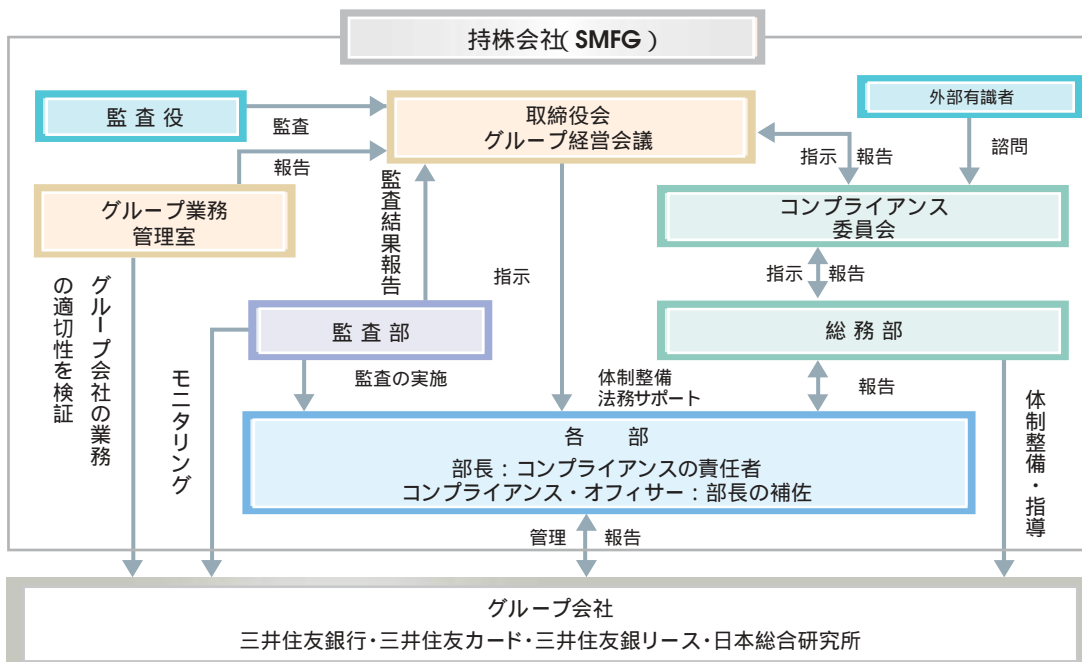 持株会社(SMFG)
監査役
監査
取締役会
グループ経営会議
外部有識者
諮問
指示 報告
報告
グループ業務
管理室
監査結果報告
コンプライアンス
委員会
指示
指示 報告
グループ会社の業務
の適切性を検証
監査部
総務部
モニタリング
監査の実施
体制整備
法務サポート
報告
体制整備・指導
各 部
部長：コンプライアンスの責任者
コンプライアンス・オフィサー：部長の補佐
管理 報告
グループ会社
三井住友銀行・三井住友カード・三井住友銀リース・日本総合研究所